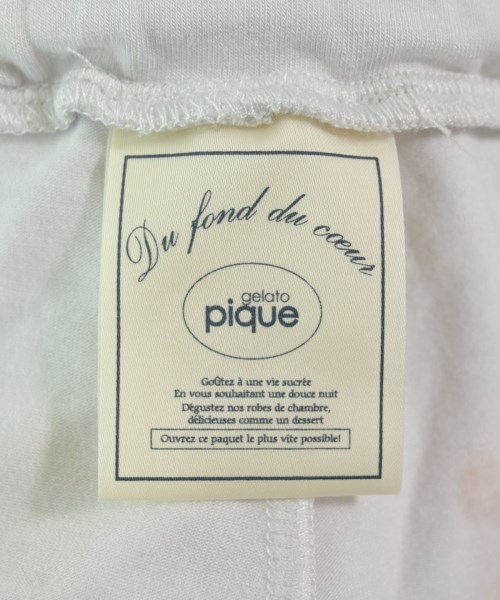 Du fond du cœur
gelato
pique
Goûtez à une vie sucrée
En vous souhaitant une douce nuit
Dégustez nos robes de chambre,
délicieuses comme un dessert
Ouvrez ce paquet le plus vite possible!